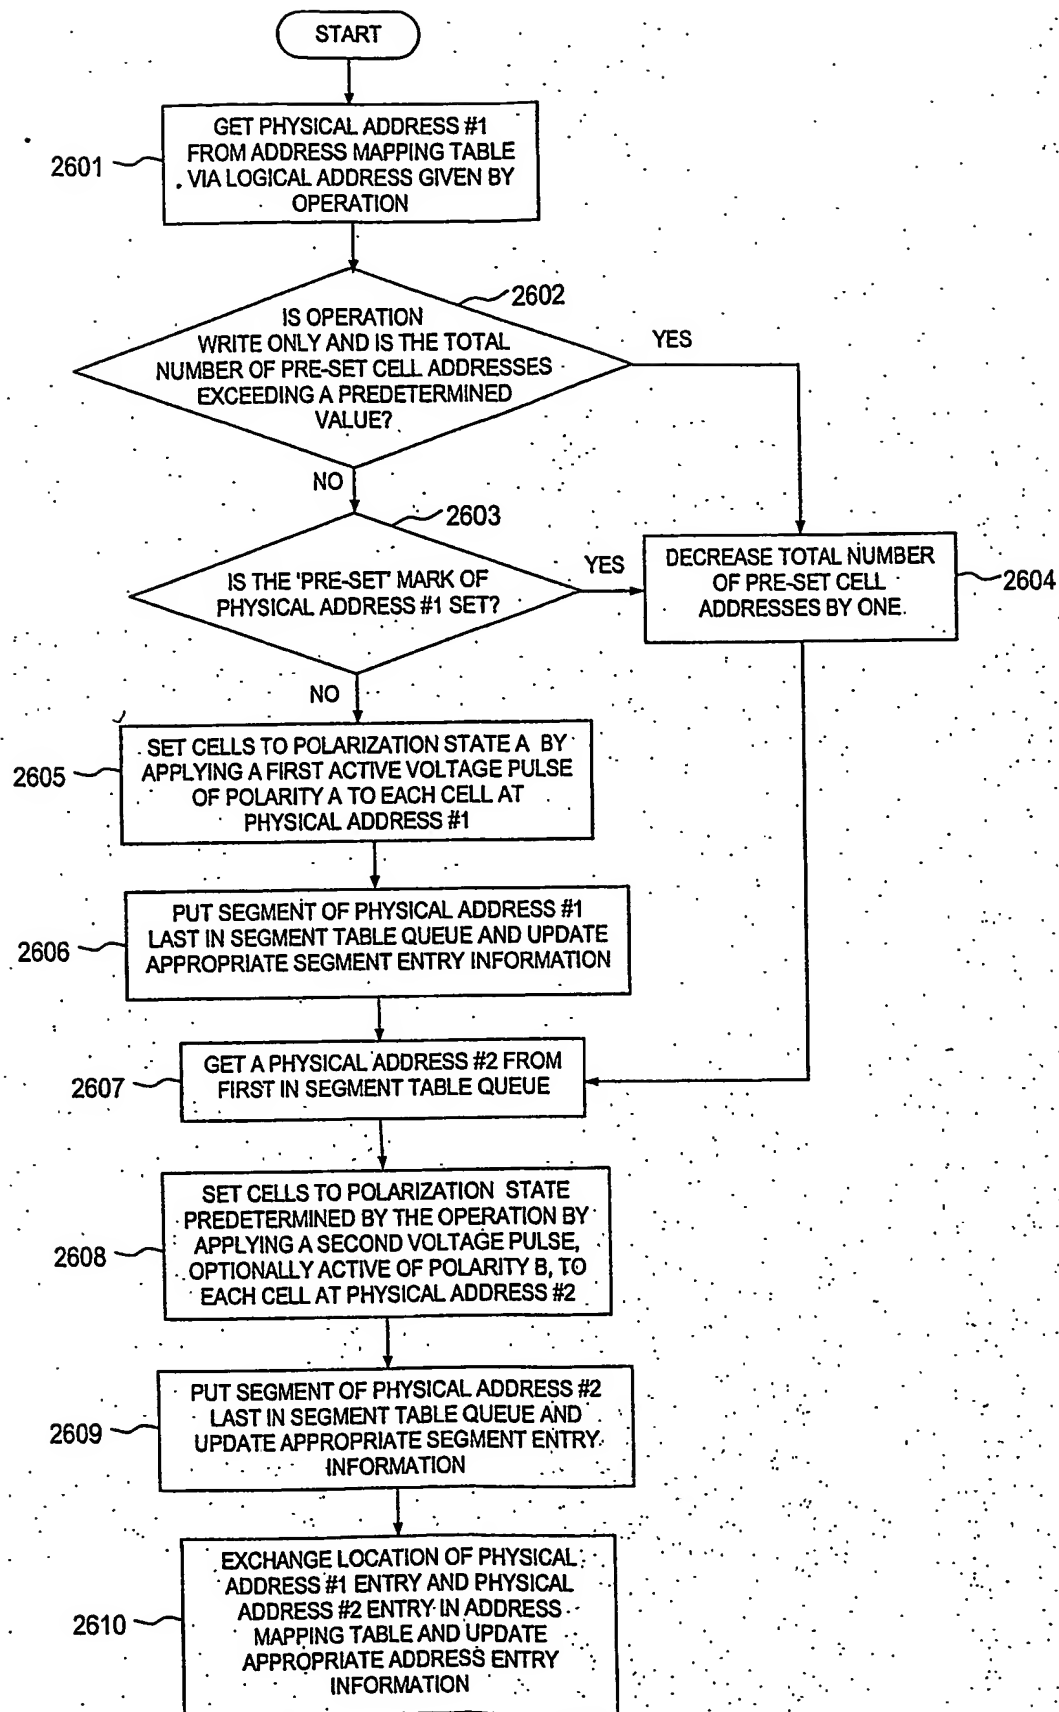 START
2601
GET PHYSICAL ADDRESS #1
FROM ADDRESS MAPPING TABLE
VIA LOGICAL ADDRESS GIVEN BY
OPERATION
2602
IS OPERATION
WRITE ONLY AND IS THE TOTAL
NUMBER OF PRE-SET CELL ADDRESSES
EXCEEDING A PREDETERMINED
VALUE?
YES
NO
2603
IS THE 'PRE-SET' MARK OF
PHYSICAL ADDRESS #1 SET?
YES
NO
DECREASE TOTAL NUMBER
OF PRE-SET CELL
ADDRESSES BY ONE.
2604
2605
SET CELLS TO POLARIZATION STATE A BY
APPLYING A FIRST ACTIVE VOLTAGE PULSE
OF POLARITY A TO EACH CELL AT
PHYSICAL ADDRESS #1
2606
PUT SEGMENT OF PHYSICAL ADDRESS #1
LAST IN SEGMENT TABLE QUEUE AND UPDATE
APPROPRIATE SEGMENT ENTRY INFORMATION
2607
GET A PHYSICAL ADDRESS #2 FROM
FIRST IN SEGMENT TABLE QUEUE
2608
SET CELLS TO POLARIZATION STATE
PREDETERMINED BY THE OPERATION BY
APPLYING A SECOND VOLTAGE PULSE,
OPTIONALLY ACTIVE OF POLARITY B, TO
EACH CELL AT PHYSICAL ADDRESS #2
2609
PUT SEGMENT OF PHYSICAL ADDRESS #2
LAST IN SEGMENT TABLE QUEUE AND
UPDATE APPROPRIATE SEGMENT ENTRY
INFORMATION
2610
EXCHANGE LOCATION OF PHYSICAL
ADDRESS #1 ENTRY AND PHYSICAL
ADDRESS #2 ENTRY IN ADDRESS
MAPPING TABLE AND UPDATE
APPROPRIATE ADDRESS ENTRY
INFORMATION